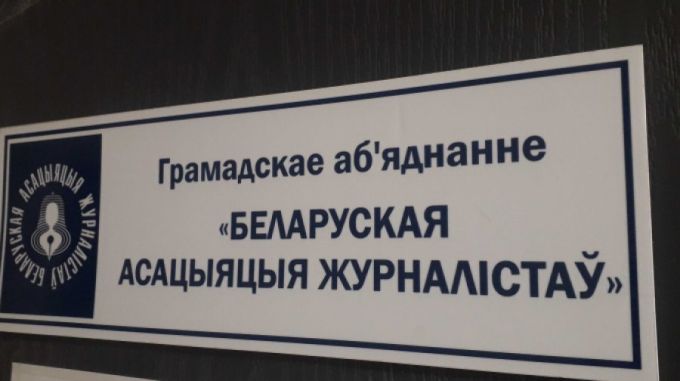 БЕЛАРУСКАЯ АСАЦЫЯЦЫЯ ЖУРНАЛІСТАЎ
Грамадскае аб'яднанне
«БЕЛАРУСКАЯ
АСАЦЫЯЦЫЯ ЖУРНАЛІСТАЎ»